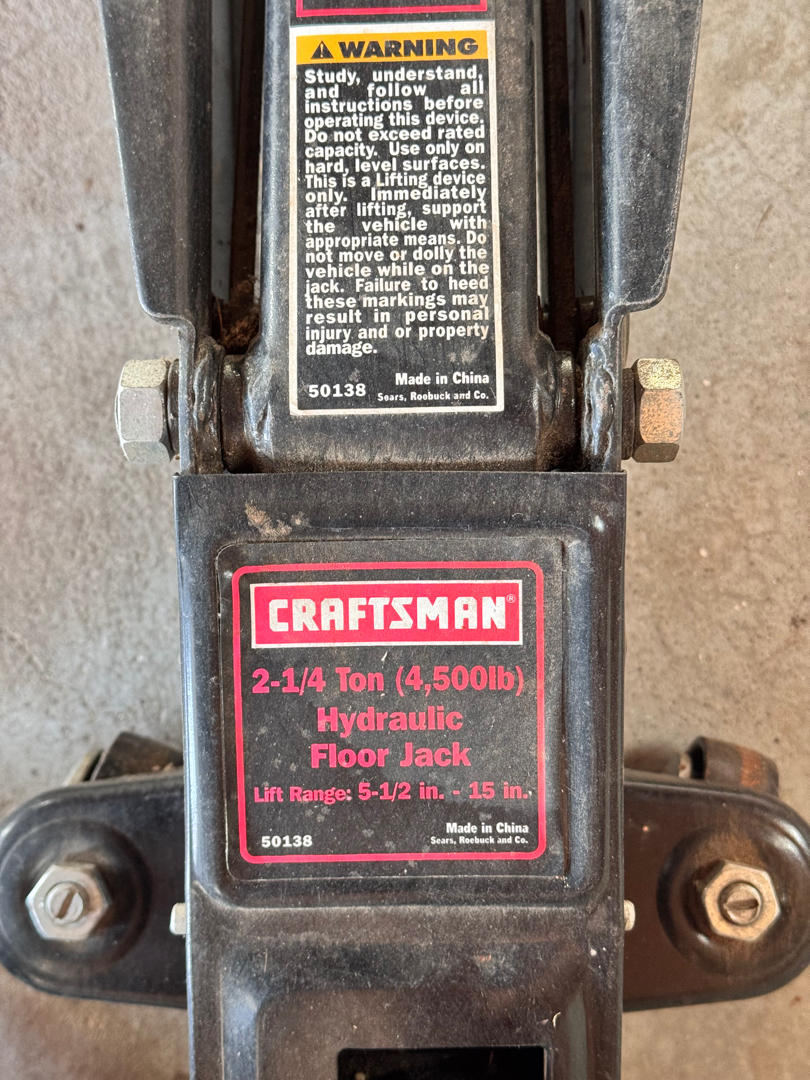 WARNING
Study, understand,
and follow all
instructions before
operating this device.
Do not exceed rated
capacity. Use only on
hard, level surfaces.
This is a Lifting device
only. Immediately
after lifting, support
the vehicle with
appropriate means. Do
not move or dolly the
vehicle while on the
jack. Failure to heed
these markings may
result in personal
injury and or property
damage.
50138 Made in China
Sears, Roebuck and Co.
CRAFTSMAN®
2-1/4 Ton (4,500lb)
Hydraulic
Floor Jack
Lift Range: 5-1/2 in. - 15 in.
50138 Made in China
Sears, Roebuck and Co.